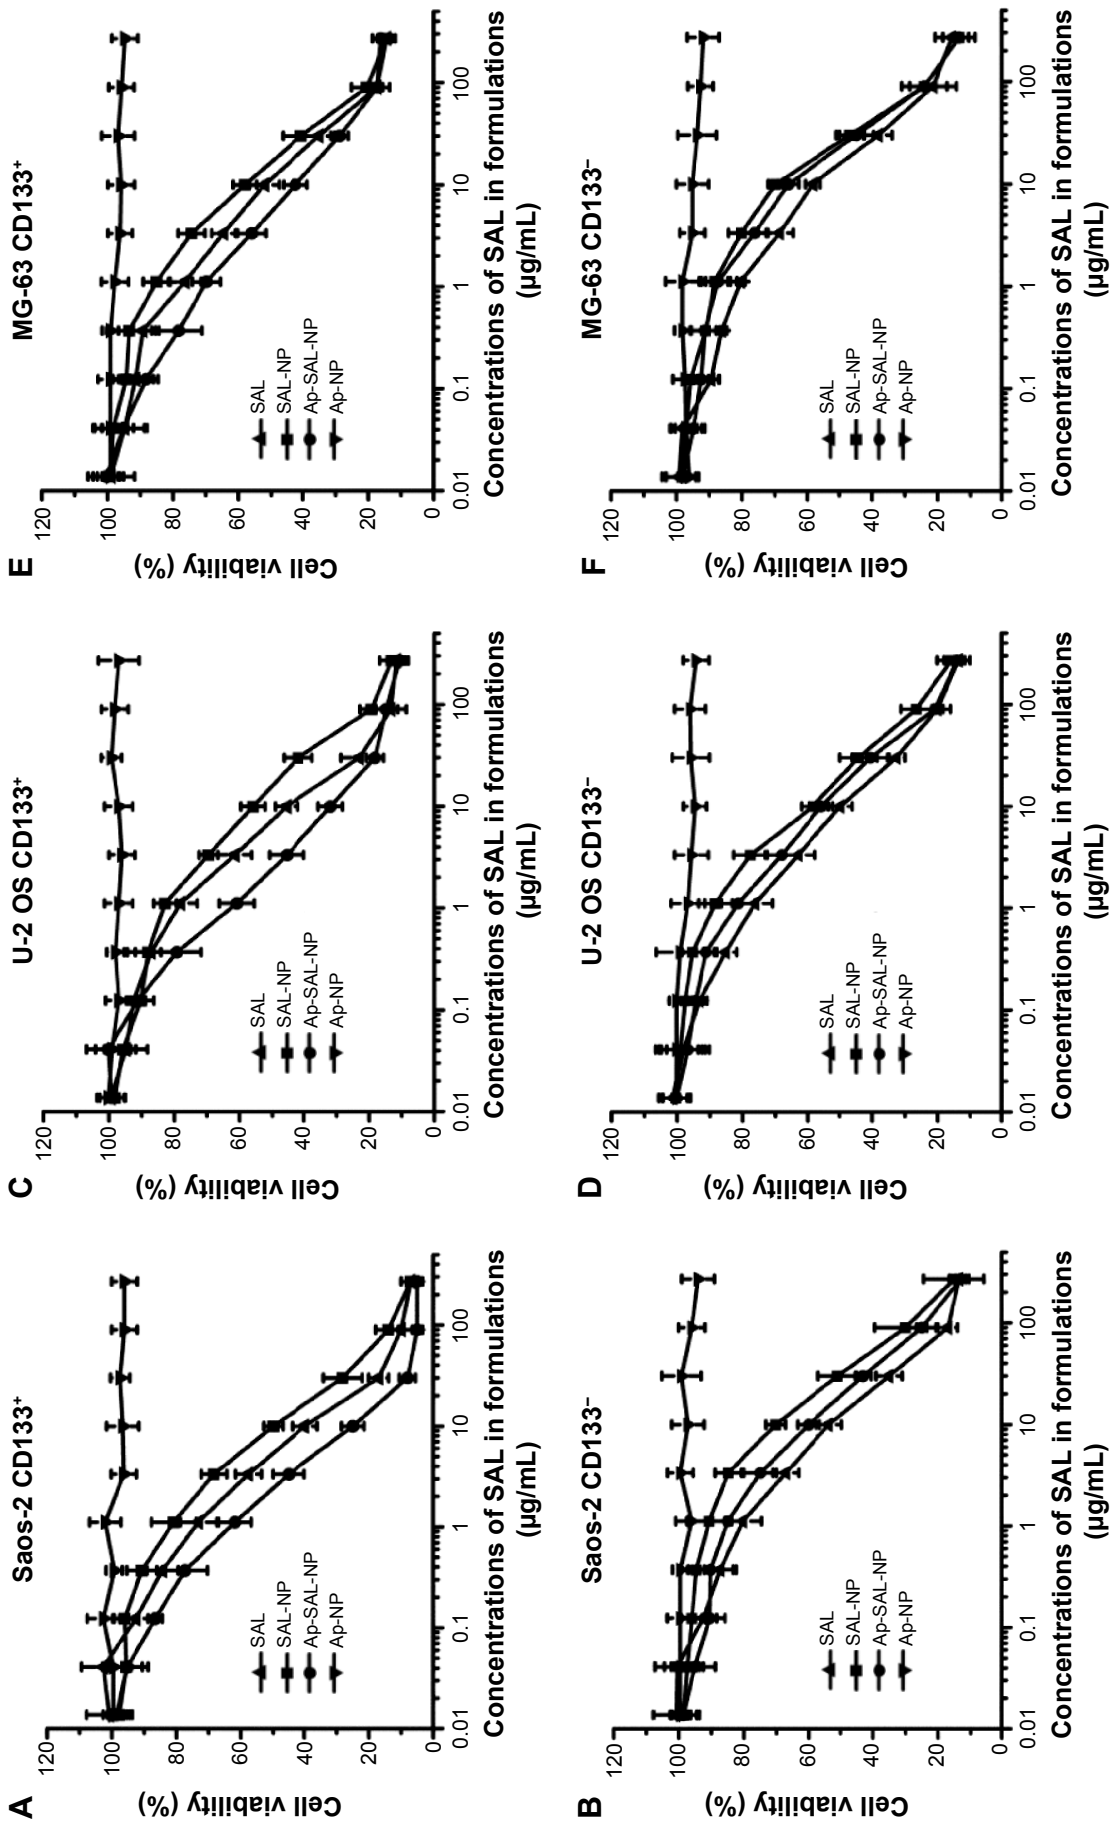 A
Saos-2 CD133+
Cell viability (%)
120
100
80
60
40
20
0
SAL
SAL-NP
Ap-SAL-NP
Ap-NP
0.01
0.1
1
10
100
Concentrations of SAL in formulations
(µg/mL)
C
U-2 OS CD133+
Cell viability (%)
120
100
80
60
40
20
0
SAL
SAL-NP
Ap-SAL-NP
Ap-NP
0.01
0.1
1
10
100
Concentrations of SAL in formulations
(µg/mL)
E
MG-63 CD133+
Cell viability (%)
120
100
80
60
40
20
0
SAL
SAL-NP
Ap-SAL-NP
Ap-NP
0.01
0.1
1
10
100
Concentrations of SAL in formulations
(µg/mL)
B
Saos-2 CD133−
Cell viability (%)
120
100
80
60
40
20
0
SAL
SAL-NP
Ap-SAL-NP
Ap-NP
0.01
0.1
1
10
100
Concentrations of SAL in formulations
(µg/mL)
D
U-2 OS CD133−
Cell viability (%)
120
100
80
60
40
20
0
SAL
SAL-NP
Ap-SAL-NP
Ap-NP
0.01
0.1
1
10
100
Concentrations of SAL in formulations
(µg/mL)
F
MG-63 CD133−
Cell viability (%)
120
100
80
60
40
20
0
SAL
SAL-NP
Ap-SAL-NP
Ap-NP
0.01
0.1
1
10
100
Concentrations of SAL in formulations
(µg/mL)